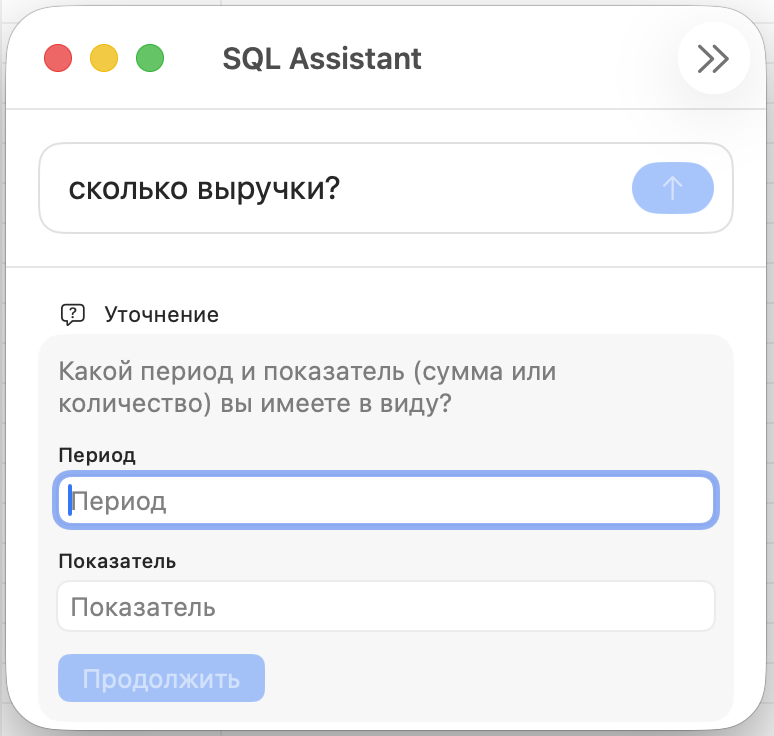 SQL Assistant
сколько выручки?
Уточнение
Какой период и показатель (сумма или
количество) вы имеете в виду?
Период
Период
Показатель
Показатель
Продолжить